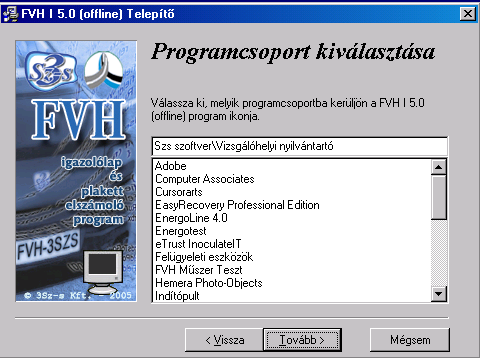 FVH I 5.0 (offline) Telepítő
3Szs
FVH
igazolólap
és
plakett
elszámoló
program
FVH-3SZS
© 3Sz-s Kft. - 2005
Programcsoport kiválasztása
Válassza ki, melyik programcsoportba kerüljön a FVH I 5.0
(offline) program ikonja.
Szs szoftver\Vizsgálóhelyi nyilvántartó
Adobe
Computer Associates
Cursorarts
EasyRecovery Professional Edition
EnergoLine 4.0
Energotest
eTrust InoculateIT
Felügyeleti eszközök
FVH Műszer Teszt
Hemera Photo-Objects
Indítópult
< Vissza
Tovább >
Mégsem